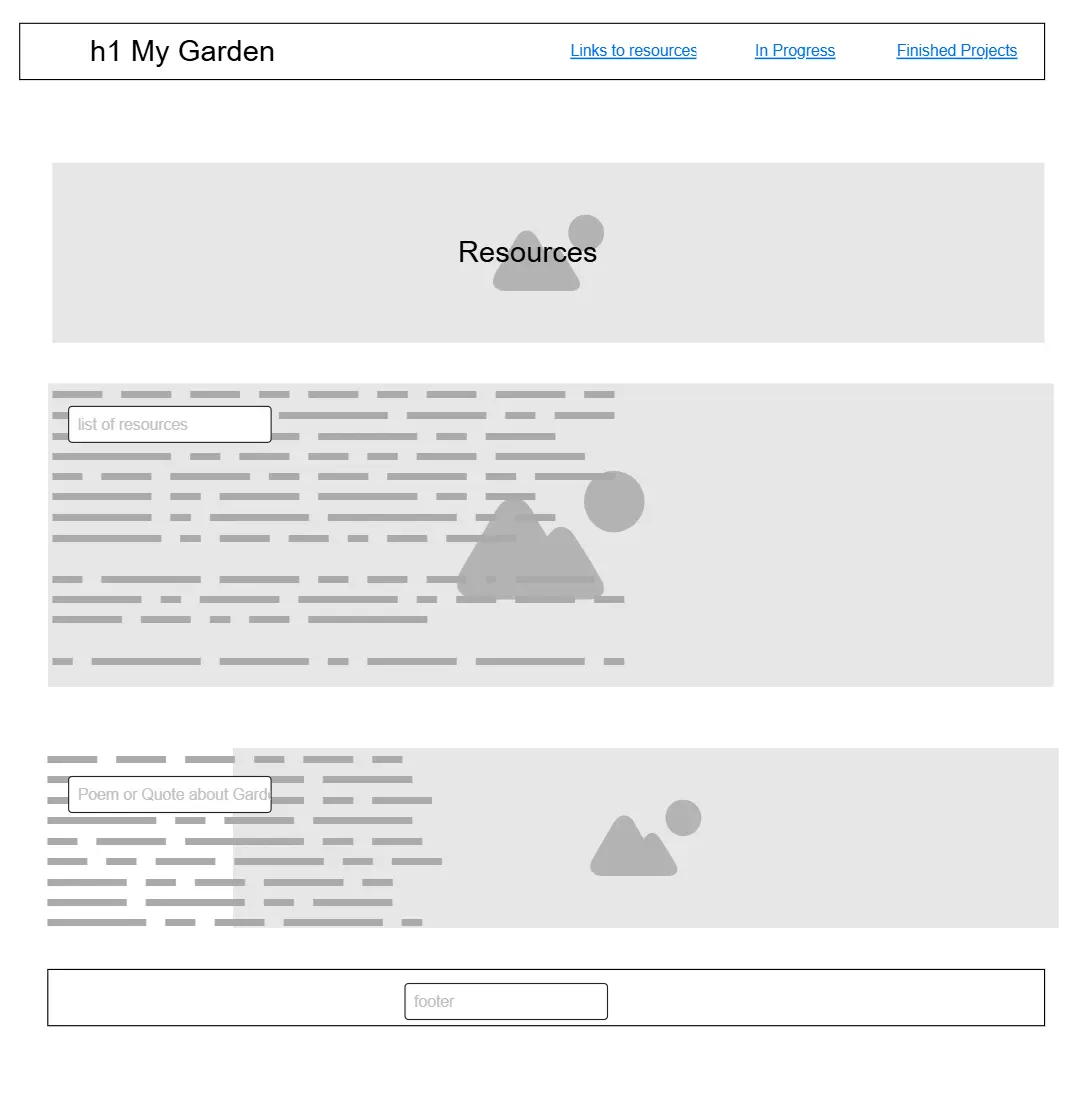 h1 My Garden
Links to resources
In Progress
Finished Projects
Resources
list of resources
Poem or Quote about Garde
footer